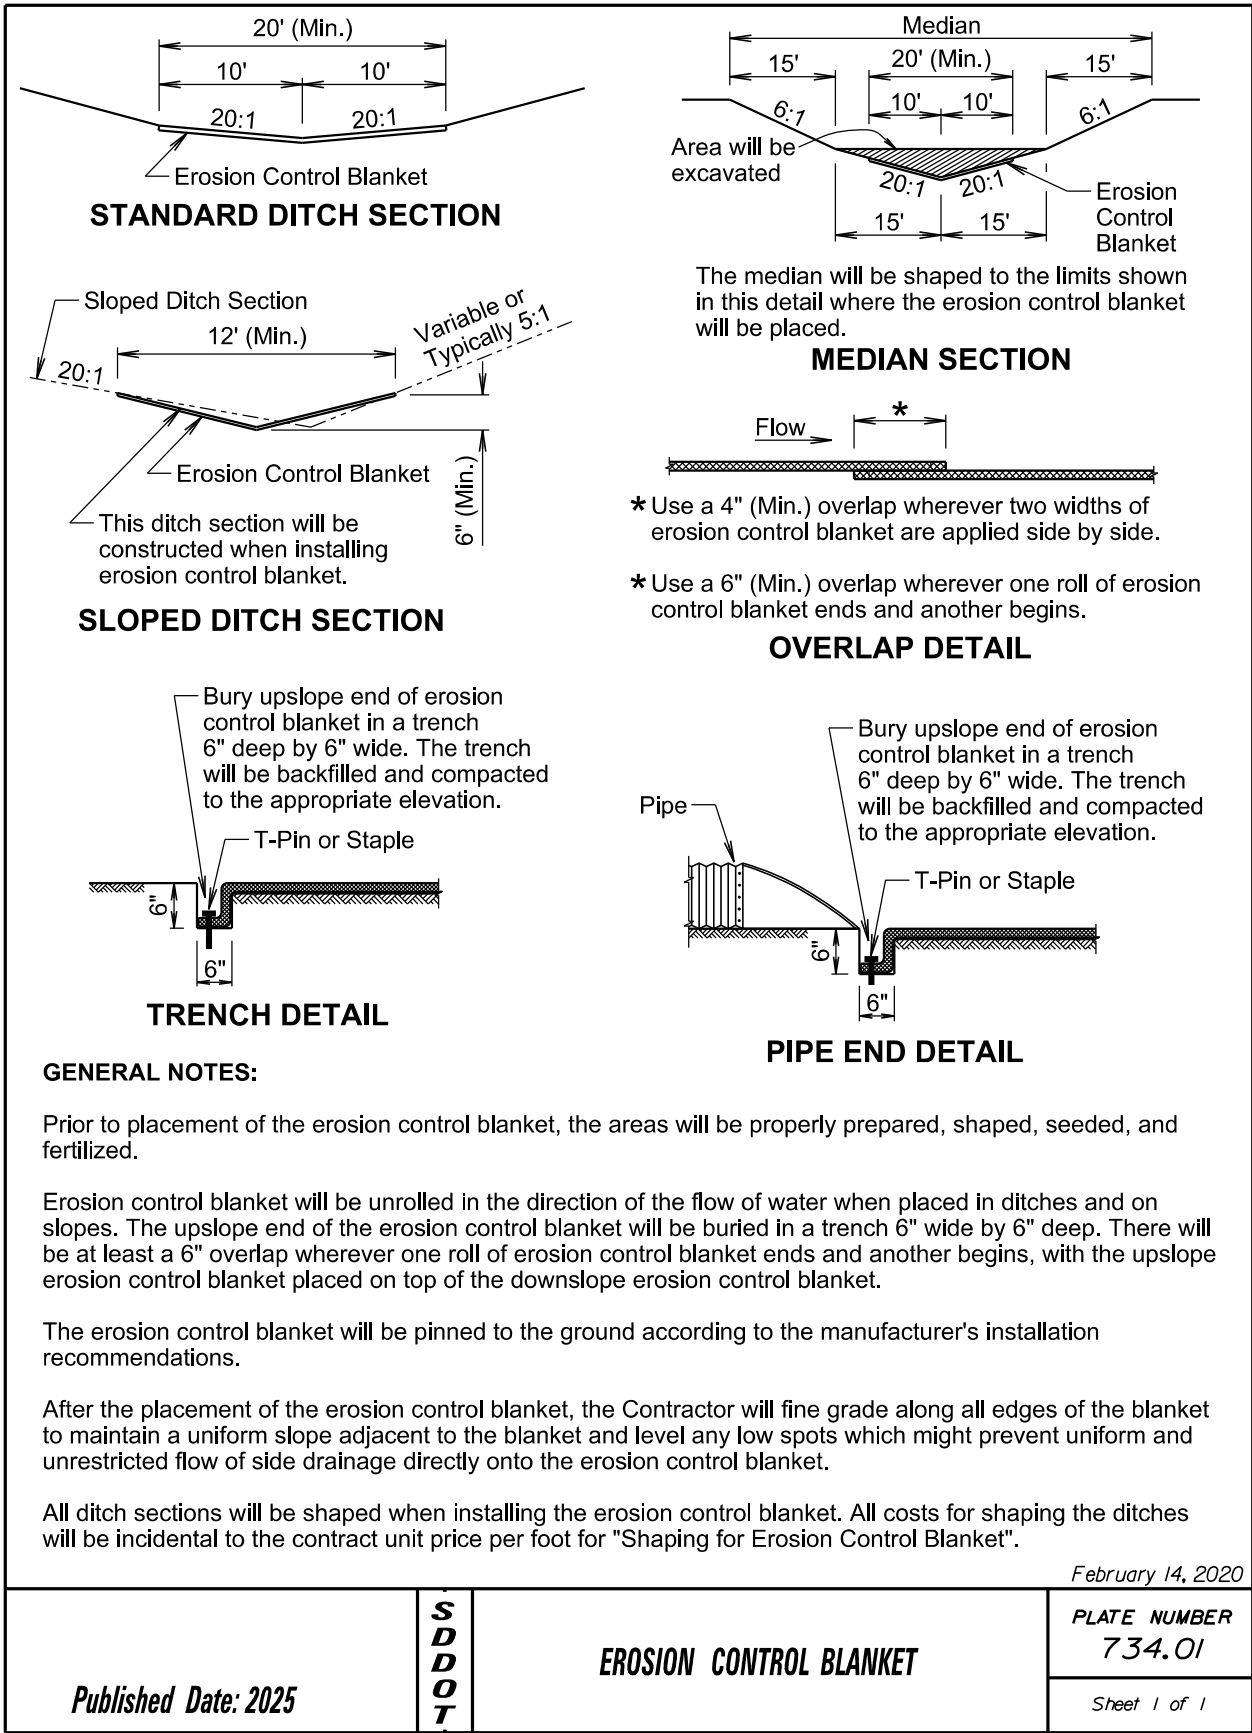 20' (Min.)
10'
10'
20:1
20:1
Erosion Control Blanket
STANDARD DITCH SECTION
Median
15'
20' (Min.)
15'
10'
10'
6:1
6:1
Area will be
excavated
20:1
20:1
Erosion
Control
Blanket
15'
15'
The median will be shaped to the limits shown
in this detail where the erosion control blanket
will be placed.
MEDIAN SECTION
Sloped Ditch Section
12' (Min.)
Variable or
Typically 5:1
20:1
Erosion Control Blanket
6" (Min.)
This ditch section will be
constructed when installing
erosion control blanket.
SLOPED DITCH SECTION
Flow
*
* Use a 4" (Min.) overlap wherever two widths of
erosion control blanket are applied side by side.
* Use a 6" (Min.) overlap wherever one roll of erosion
control blanket ends and another begins.
OVERLAP DETAIL
Bury upslope end of erosion
control blanket in a trench
6" deep by 6" wide. The trench
will be backfilled and compacted
to the appropriate elevation.
T-Pin or Staple
6"
6"
TRENCH DETAIL
Bury upslope end of erosion
control blanket in a trench
6" deep by 6" wide. The trench
will be backfilled and compacted
to the appropriate elevation.
Pipe
T-Pin or Staple
6"
6"
PIPE END DETAIL
GENERAL NOTES:
Prior to placement of the erosion control blanket, the areas will be properly prepared, shaped, seeded, and
fertilized.
Erosion control blanket will be unrolled in the direction of the flow of water when placed in ditches and on
slopes. The upslope end of the erosion control blanket will be buried in a trench 6" wide by 6" deep. There will
be at least a 6" overlap wherever one roll of erosion control blanket ends and another begins, with the upslope
erosion control blanket placed on top of the downslope erosion control blanket.
The erosion control blanket will be pinned to the ground according to the manufacturer's installation
recommendations.
After the placement of the erosion control blanket, the Contractor will fine grade along all edges of the blanket
to maintain a uniform slope adjacent to the blanket and level any low spots which might prevent uniform and
unrestricted flow of side drainage directly onto the erosion control blanket.
All ditch sections will be shaped when installing the erosion control blanket. All costs for shaping the ditches
will be incidental to the contract unit price per foot for "Shaping for Erosion Control Blanket".
February 14, 2020
Published Date: 2025
SDDOT
EROSION CONTROL BLANKET
PLATE NUMBER
734.01
Sheet 1 of 1